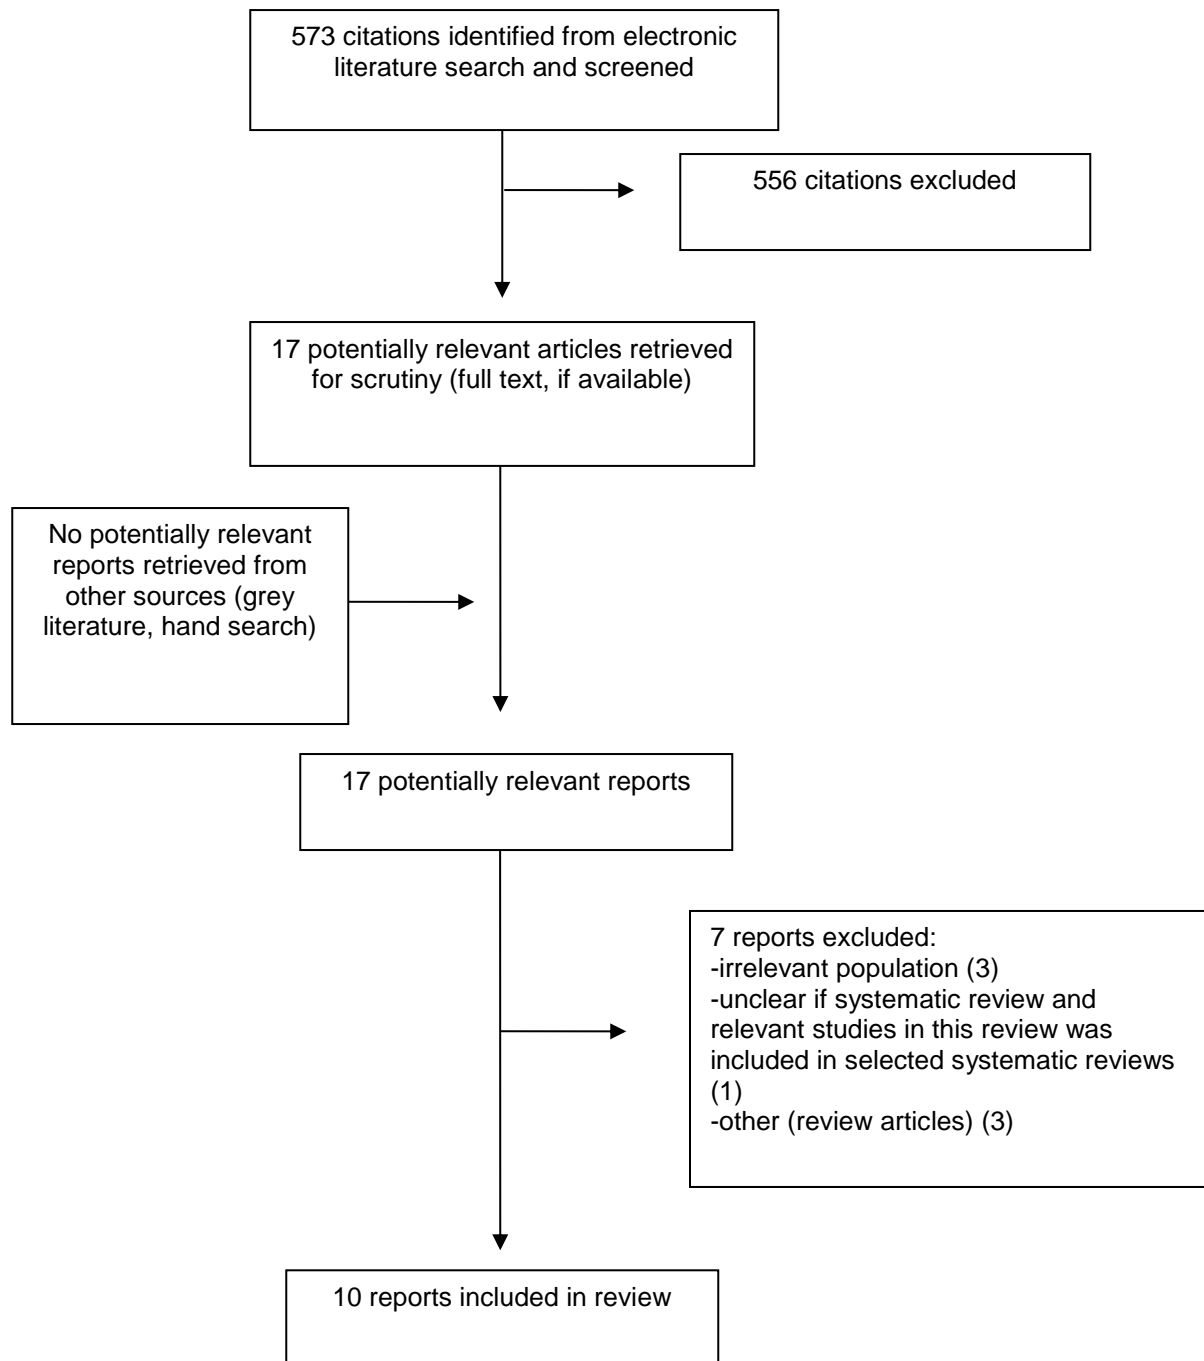 573 citations identified from electronic
literature search and screened
556 citations excluded
17 potentially relevant articles retrieved
for scrutiny (full text, if available)
No potentially relevant
reports retrieved from
other sources (grey
literature, hand search)
17 potentially relevant reports
7 reports excluded:
-irrelevant population (3)
-unclear if systematic review and
relevant studies in this review was
included in selected systematic reviews
(1)
-other (review articles) (3)
10 reports included in review